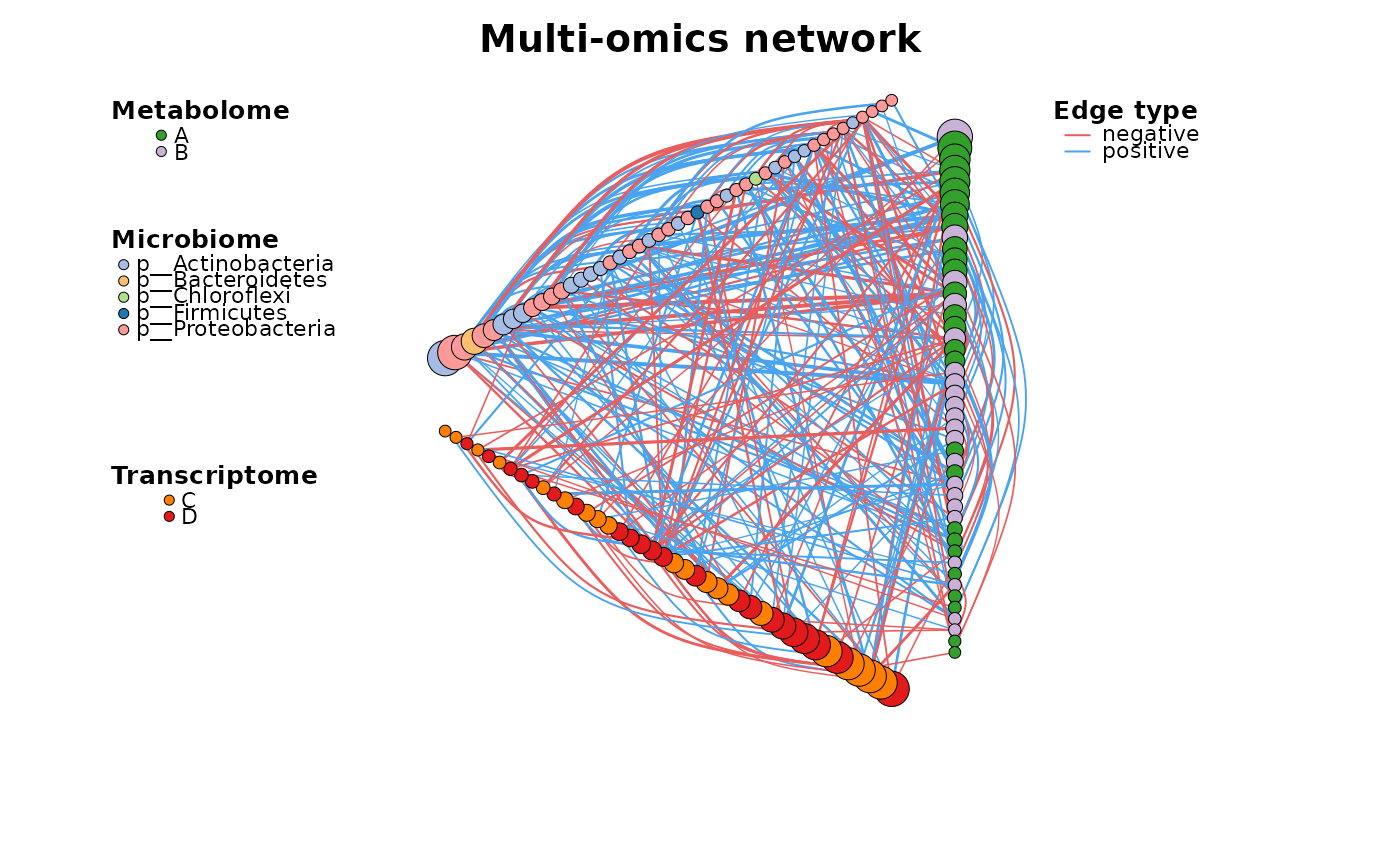 Multi-omics network
Metabolome
A
B
Microbiome
p__Actinobacteria
p__Bacteroidetes
p__Chloroflexi
p__Firmicutes
p__Proteobacteria
Transcriptome
C
D
Edge type
negative
positive